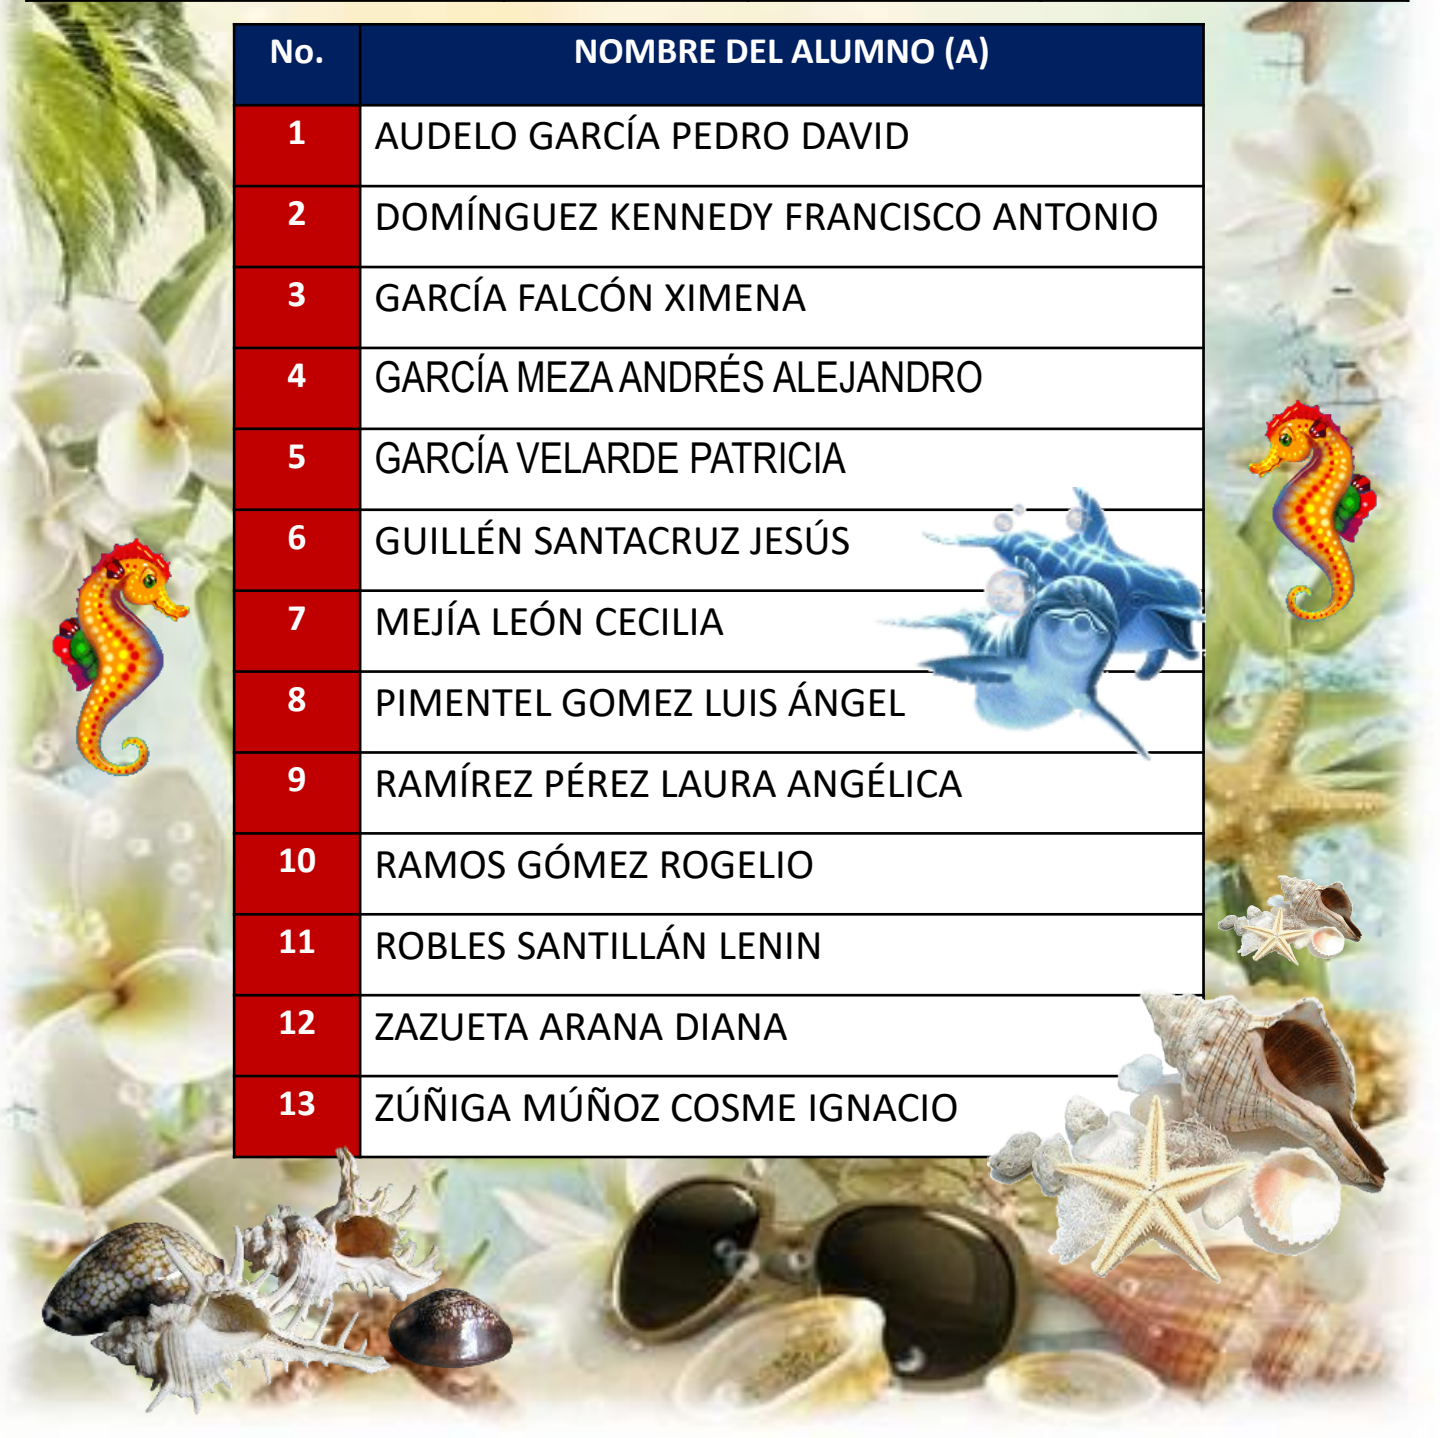 No. NOMBRE DEL ALUMNO (A)
1 AUDELO GARCÍA PEDRO DAVID
2 DOMÍNGUEZ KENNEDY FRANCISCO ANTONIO
3 GARCÍA FALCÓN XIMENA
4 GARCÍA MEZA ANDRÉS ALEJANDRO
5 GARCÍA VELARDE PATRICIA
6 GUILLÉN SANTACRUZ JESÚS
7 MEJÍA LEÓN CECILIA
8 PIMENTEL GOMEZ LUIS ÁNGEL
9 RAMÍREZ PÉREZ LAURA ANGÉLICA
10 RAMOS GÓMEZ ROGELIO
11 ROBLES SANTILLÁN LENIN
12 ZAZUETA ARANA DIANA
13 ZÚÑIGA MÚÑOZ COSME IGNACIO